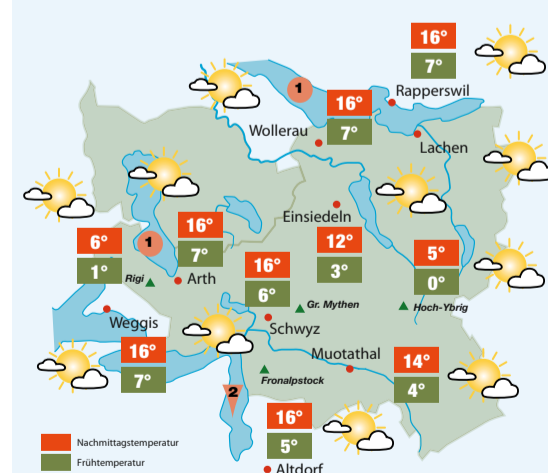 16°
7°
Rapperswil
1
16°
7°
Wollerau
Lachen
Einsiedeln
12°
3°
16°
7°
1
6°
1°
Rigi
Arth
16°
6°
5°
0°
Gr. Mythen
Hoch-Ybrig
Weggis
Schwyz
16°
7°
Muotathal
14°
4°
Fronalpstock
2
16°
5°
Altdorf
Nachmittagstemperatur
Frühtemperatur